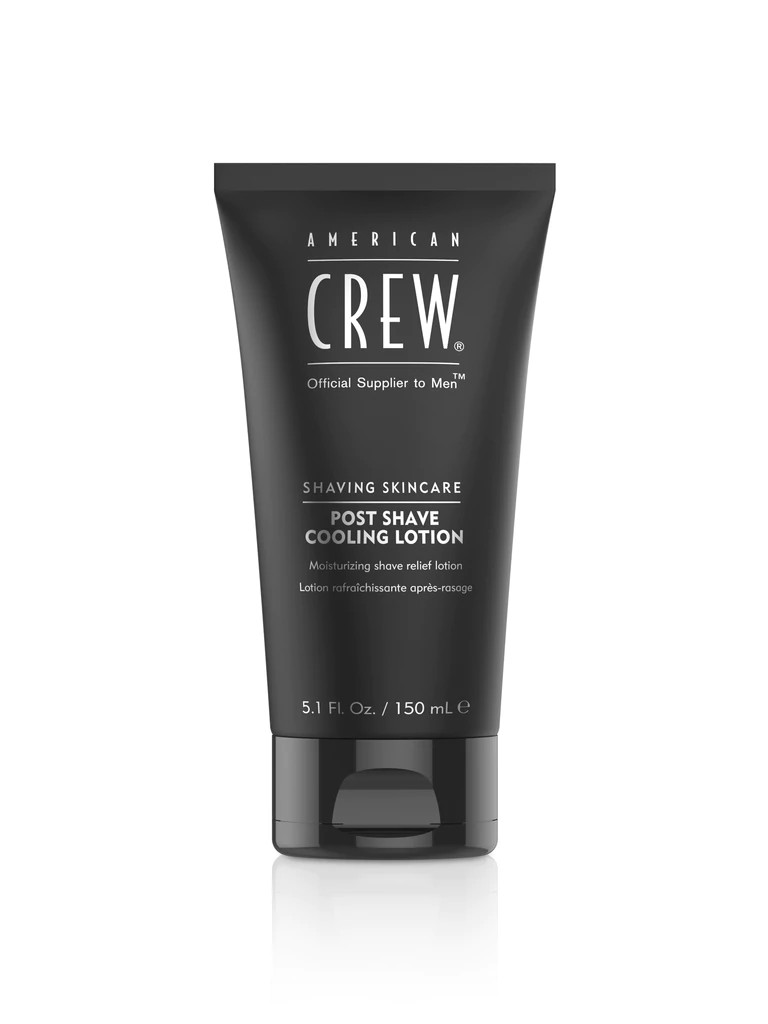 AMERICAN
CREW®
Official Supplier to Men™
SHAVING SKINCARE
POST SHAVE
COOLING LOTION
Moisturizing shave relief lotion
Lotion rafraîchissante après-rasage
5.1 Fl. Oz. / 150 mL ℮